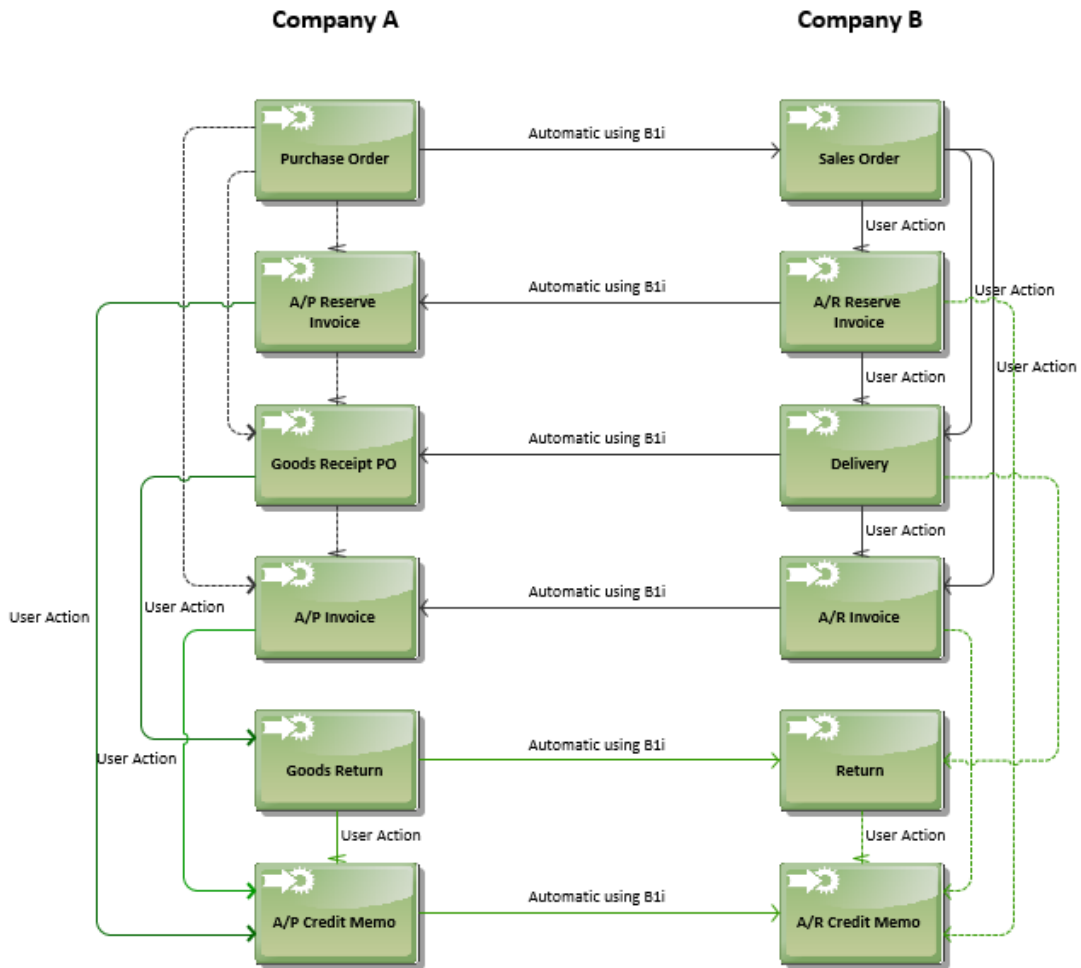 Company A
Company B
Purchase Order
Automatic using B1i
Sales Order
User Action
A/P Reserve
Invoice
Automatic using B1i
A/R Reserve
Invoice
User Action
User Action
User Action
Goods Receipt PO
Automatic using B1i
Delivery
User Action
A/P Invoice
Automatic using B1i
A/R Invoice
User Action
User Action
Goods Return
Automatic using B1i
Return
User Action
User Action
User Action
A/P Credit Memo
Automatic using B1i
A/R Credit Memo